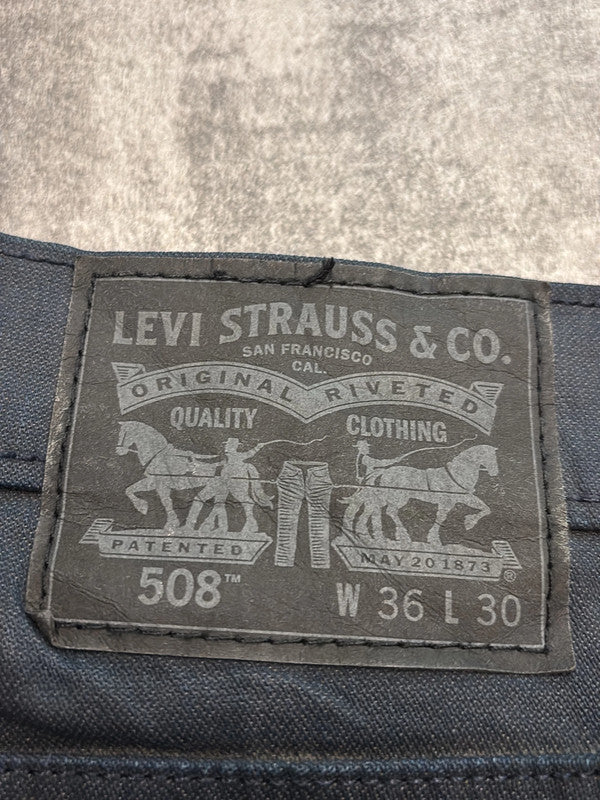 LEVI STRAUSS & CO.
SAN FRANCISCO
CAL.
ORIGINAL RIVETED
QUALITY CLOTHING
PATENTED MAY 20 1873 ®
508™ W 36 L 30